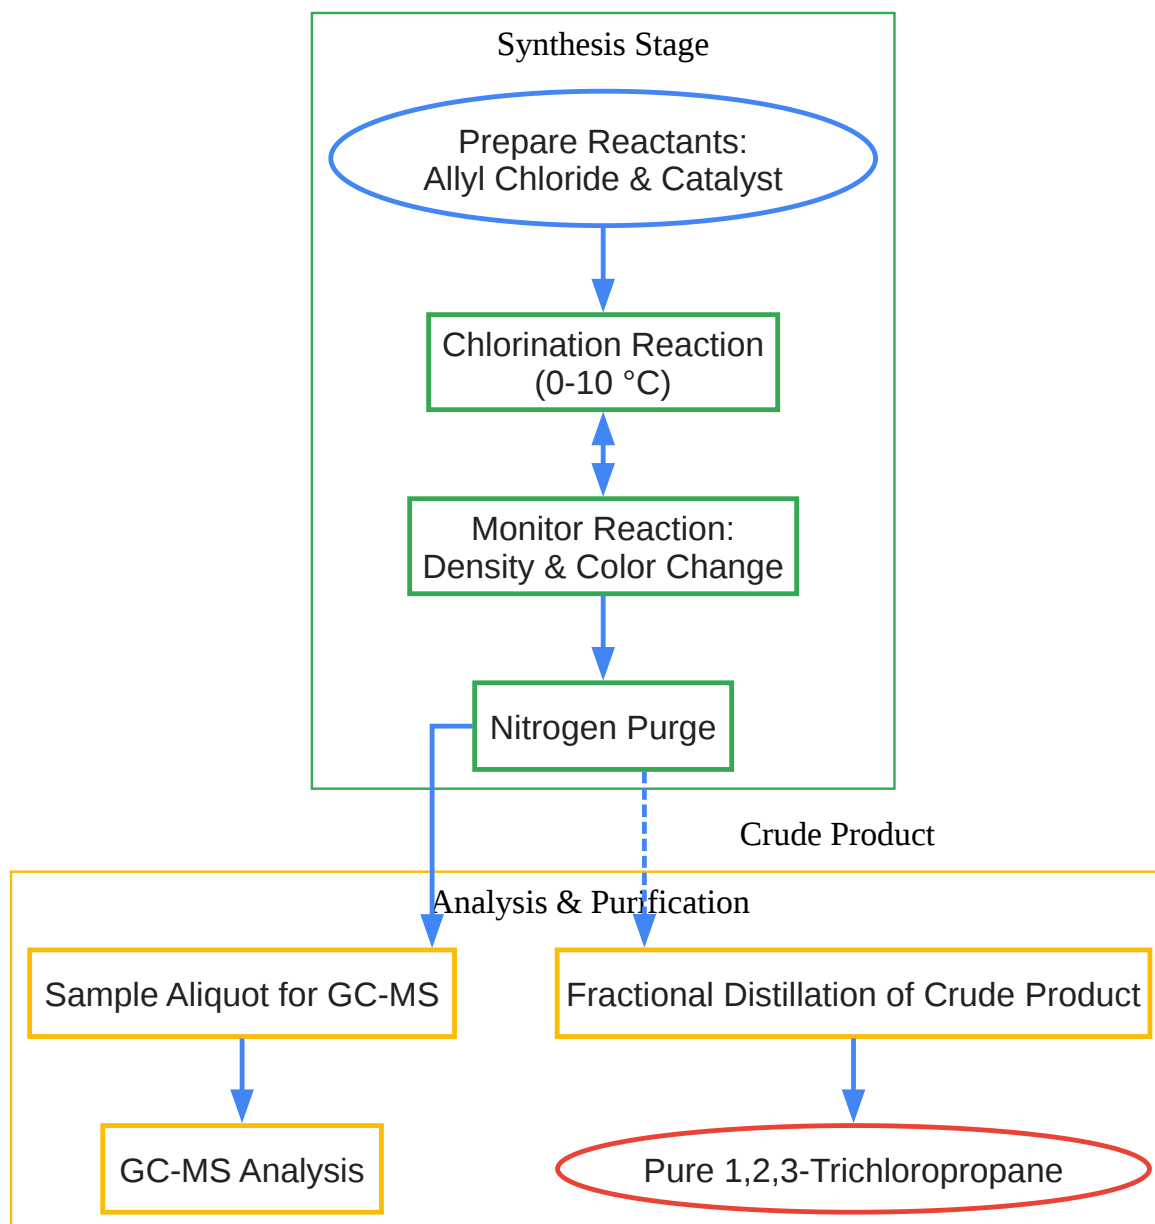 Synthesis Stage
Prepare Reactants:
Allyl Chloride & Catalyst
Chlorination Reaction
(0-10 °C)
Monitor Reaction:
Density & Color Change
Nitrogen Purge
Crude Product
Analysis & Purification
Sample Aliquot for GC-MS
Fractional Distillation of Crude Product
GC-MS Analysis
Pure 1,2,3-Trichloropropane